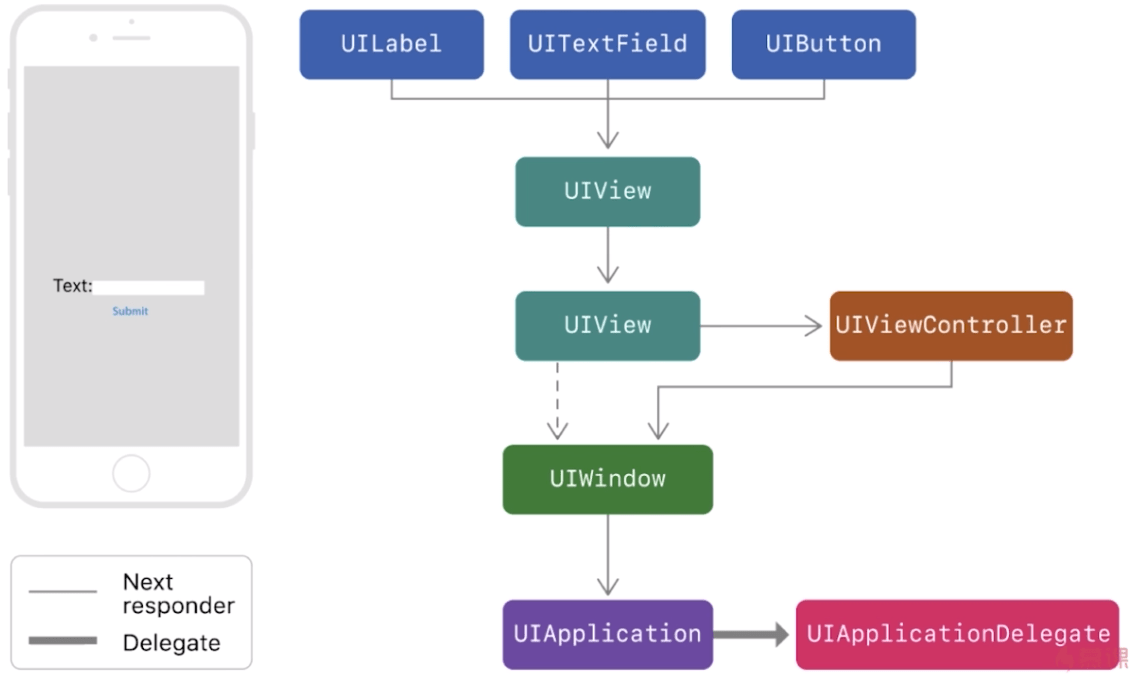 UILabel
UITextField
UIButton
UIView
UIView
UIViewController
Text:
Submit
UIWindow
Next
responder
Delegate
UIApplication
UIApplicationDelegate